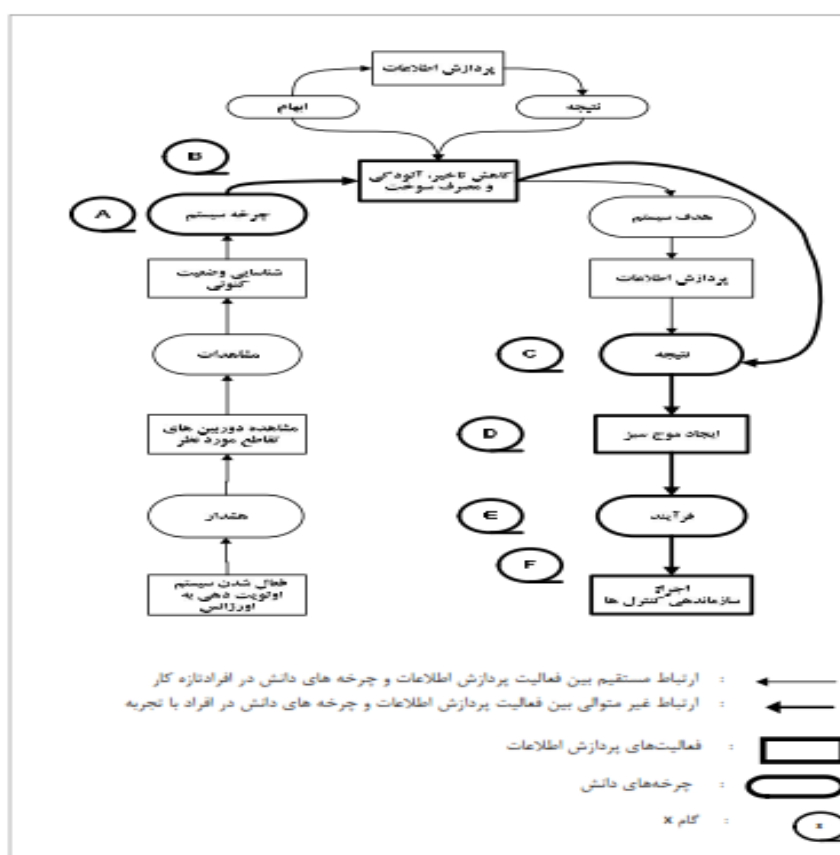 پردازش اطلاعات
ابهام
نتیجه
B
کاهش تاخیر، آلودگی
و مصرف سوخت
A
چرخه سیستم
هدف سیستم
شناسایی وضعیت
کنونی
پردازش اطلاعات
مشاهدات
C
نتیجه
مشاهده دوربین های
تقاطع مورد نظر
D
ایجاد موج سبز
هشدار
E
فرآیند
F
فعال شدن سیستم
اولویت دهی به
اورژانس
اجرا،
سازماندهی کنترل ها
: ارتباط مستقیم بین فعالیت پردازش اطلاعات و چرخه های دانش در افرادتازه کار
: ارتباط غیر متوالی بین فعالیت پردازش اطلاعات و چرخه های دانش در افراد با تجربه
: فعالیت‌های پردازش اطلاعات
: چرخه‌های دانش
x : گام x